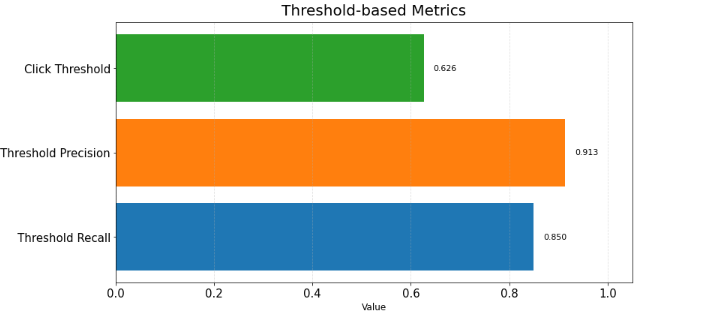 Threshold-based Metrics
Click Threshold
0.626
Threshold Precision
0.913
Threshold Recall
0.850
0.0 0.2 0.4 0.6 0.8 1.0
Value